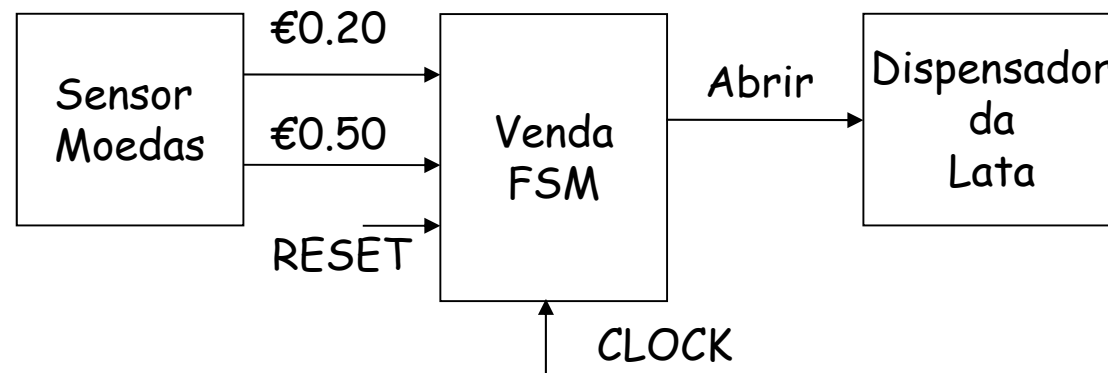 €0.20
Sensor
Moedas
€0.50
RESET
Venda
FSM
CLOCK
Abrir
Dispensador
da
Lata